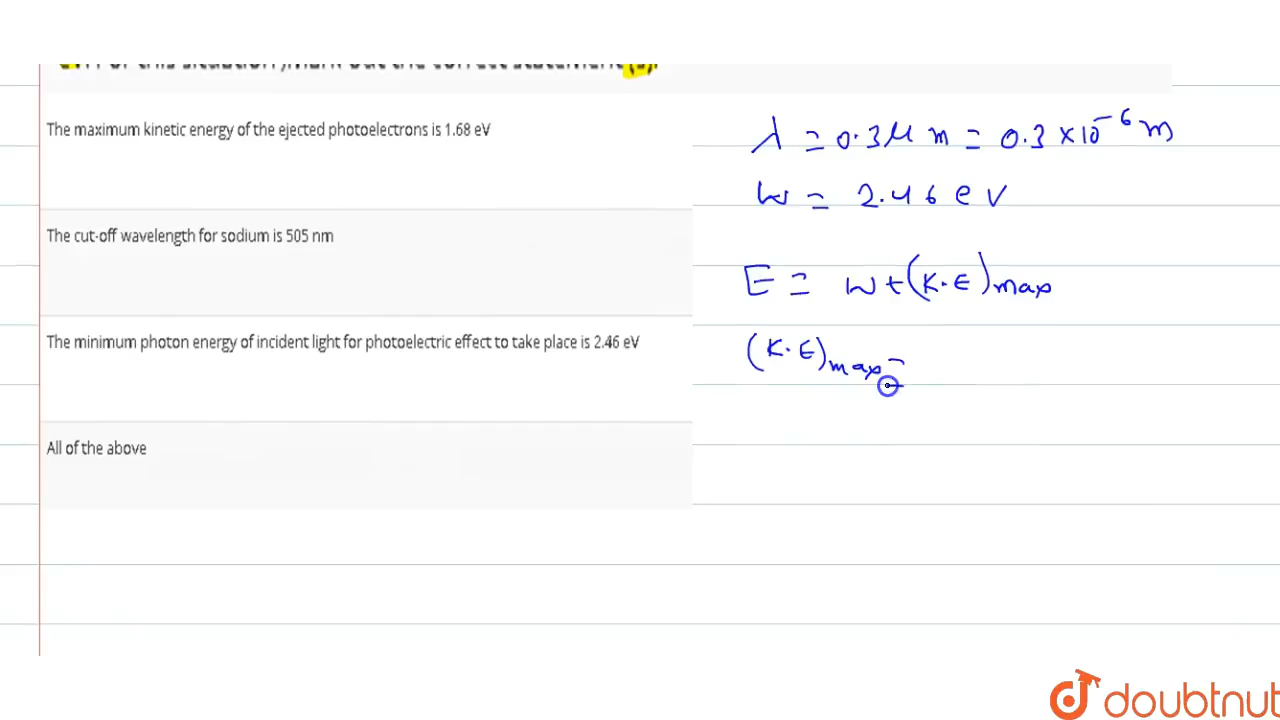 The maximum kinetic energy of the ejected photoelectrons is 1.68 eV
The cut-off wavelength for sodium is 505 nm
The minimum photon energy of incident light for photoelectric effect to take place is 2.46 eV
All of the above
λ = 0.3 μ m = 0.3 × 10⁻⁶ m
W = 2.46 e V
E = W + (K.E)max
(K.E)max =
doubtnut